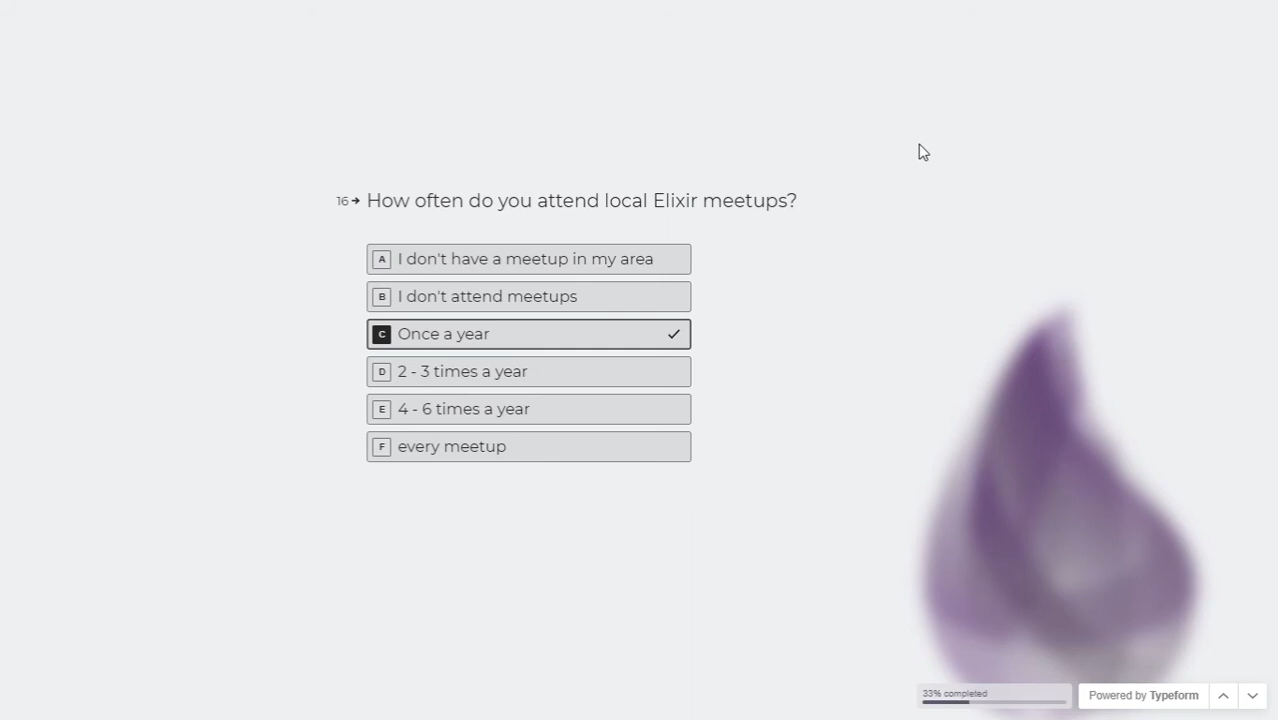 16 How often do you attend local Elixir meetups?
A I don't have a meetup in my area
B I don't attend meetups
C Once a year
D 2 - 3 times a year
E 4 - 6 times a year
F every meetup
33% completed
Powered by Typeform